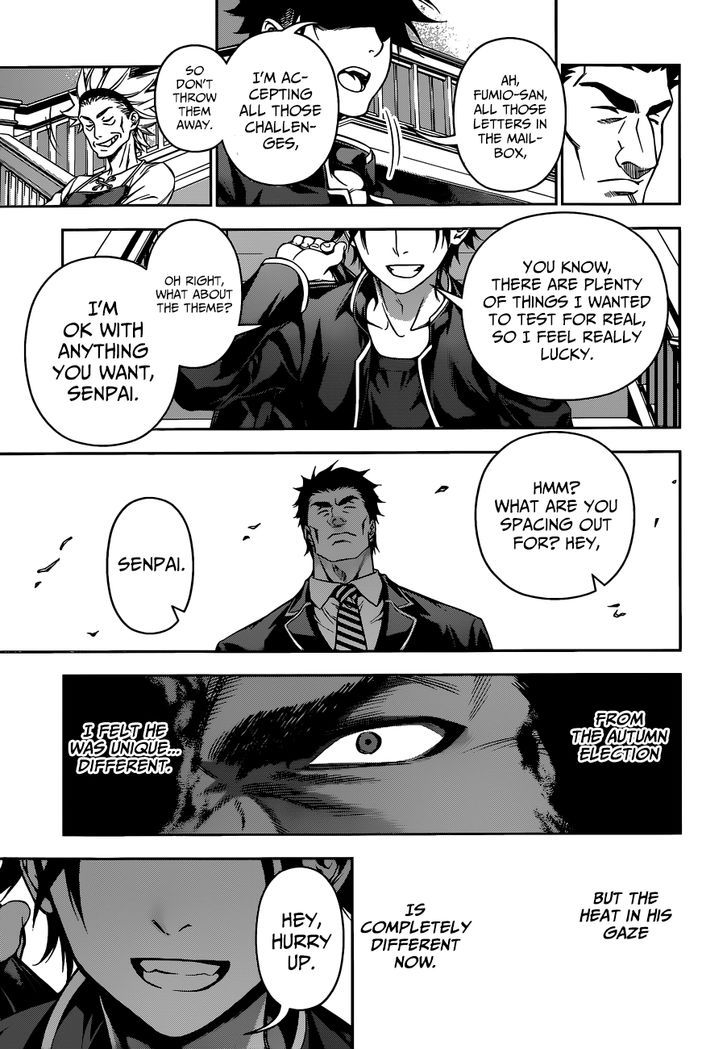 AH,
FUMIO-SAN,
ALL THOSE
LETTERS IN
THE MAIL-
BOX,
I'M AC-
CEPTING
ALL THOSE
CHALLEN-
GES,
SO
DON'T
THROW
THEM
AWAY.
YOU KNOW,
THERE ARE PLENTY
OF THINGS I WANTED
TO TEST FOR REAL,
SO I FEEL REALLY
LUCKY.
OH RIGHT,
WHAT ABOUT
THE THEME?
I'M
OK WITH
ANYTHING
YOU WANT,
SENPAI.
HMM?
WHAT ARE YOU
SPACING OUT
FOR? HEY,
SENPAI.
FROM
THE AUTUMN
ELECTION
I FELT HE
WAS UNIQUE...
DIFFERENT.
BUT THE
HEAT IN HIS
GAZE
IS
COMPLETELY
DIFFERENT
NOW.
HEY,
HURRY
UP.